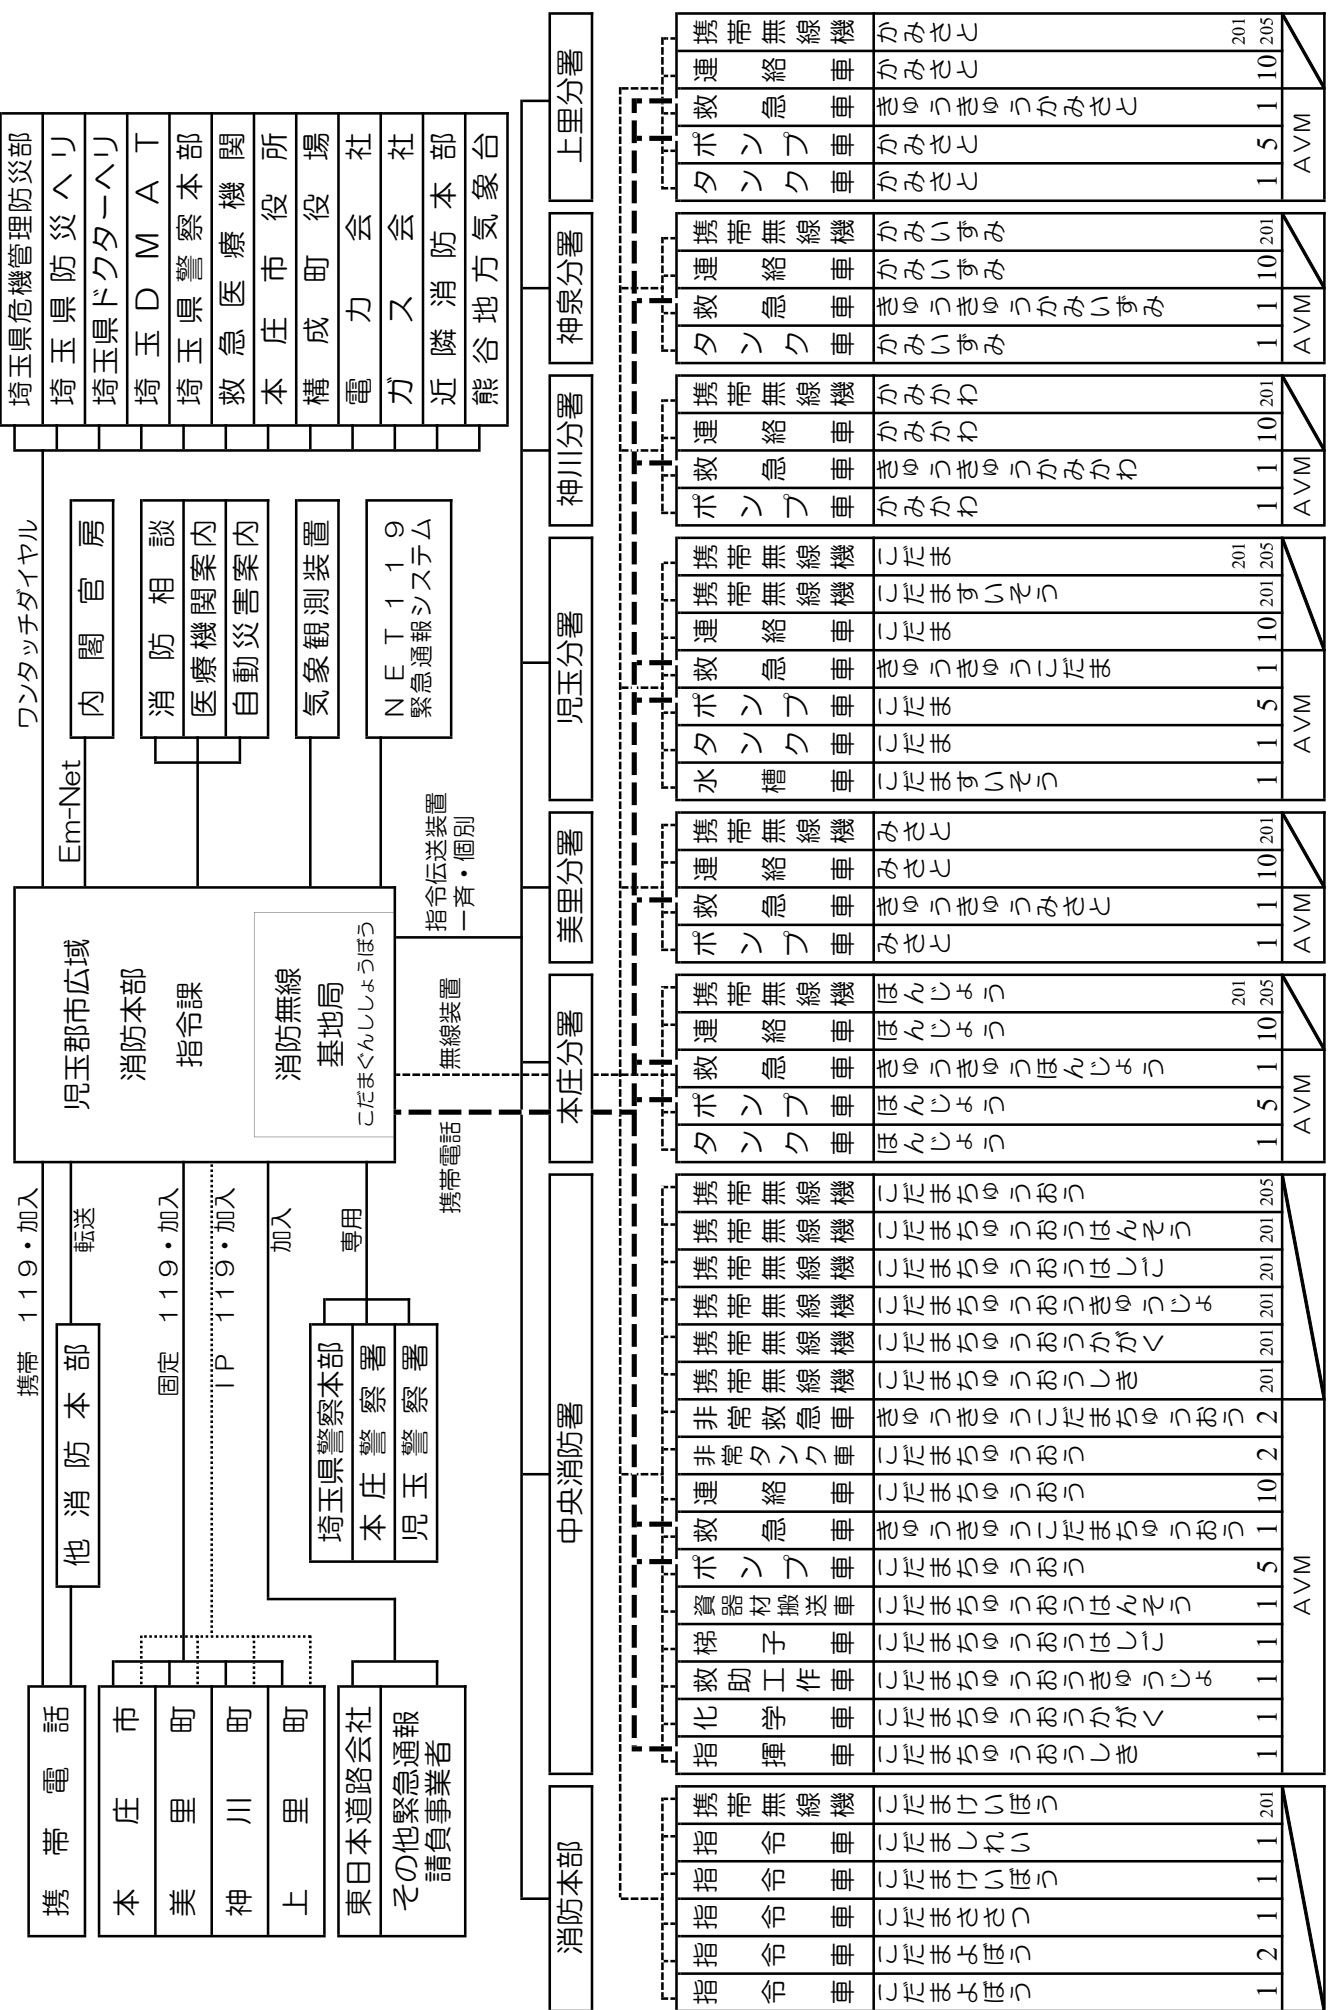 携帯 119・加入
転送
固定 119・加入
IP 119・加入
加入
専用
携帯電話
他消防本部
本庄市
美里町
神川町
上里町
東日本道路会社
その他緊急通報
請負事業者
埼玉県警察本部
本庄警察署
児玉警察署
児玉郡市広域
消防本部
指令課
消防無線
基地局
こだまぐんししょうぼう
携帯電話
無線装置
指令伝送装置
一斉・個別
ワンタッチダイヤル
Em-Net
内閣官房
消防相談
医療機関案内
自動災害案内
気象観測装置
NET119
緊急通報システム
埼玉県危機管理防災部
埼玉県防災ヘリ
埼玉県ドクターヘリ
埼玉DMAT
埼玉県警察本部
救急医療機関
本庄市役所
構成町役場
電力会社
ガス会社
近隣消防本部
熊谷地方気象台
消防本部
指令車 こだまよぼう 1
指令車 こだまよぼう 2
指令車 こだまささつ 1
指令車 こだまけいぼう 1
指令車 こだましれい 1
携帯無線機 こだまけいぼう 201
中央消防署
指揮車 こだまちゅうおうしき 1
化学車 こだまちゅうおうかがく 1
救助工作車 こだまちゅうおうきゅうじょ 1
梯子車 こだまちゅうおうはしご 1
資器材搬送車 こだまちゅうおうはんそう 1
ポンプ車 こだまちゅうおう 5
救急車 きゅうきゅうこだまちゅうおう 1
連絡車 こだまちゅうおう 10
非常タンク車 こだまちゅうおう 2
非常救急車 きゅうきゅうこだまちゅうおう 2
携帯無線機 こだまちゅうおうしき 201
携帯無線機 こだまちゅうおうかがく 201
携帯無線機 こだまちゅうおうきゅうじょ 201
携帯無線機 こだまちゅうおうはしご 201
携帯無線機 こだまちゅうおうはんそう 201
携帯無線機 こだまちゅうおう 205
AVM
本庄分署
タンク車 ほんじょう 1
ポンプ車 ほんじょう 5
救急車 きゅうきゅうほんじょう 1
連絡車 ほんじょう 10
携帯無線機 ほんじょう 201 205
AVM
美里分署
ポンプ車 みさと 1
救急車 きゅうきゅうみさと 1
連絡車 みさと 10
携帯無線機 みさと 201
AVM
児玉分署
水槽車 こだますいそう 1
タンク車 こだま 1
ポンプ車 こだま 5
救急車 きゅうきゅうこだま 1
連絡車 こだま 10
携帯無線機 こだますいそう 201
携帯無線機 こだま 201 205
AVM
神川分署
ポンプ車 かみかわ 1
救急車 きゅうきゅうかみかわ 1
連絡車 かみかわ 10
携帯無線機 かみかわ 201
AVM
神泉分署
タンク車 かみいずみ 1
救急車 きゅうきゅうかみいずみ 1
連絡車 かみいずみ 10
携帯無線機 かみいずみ 201
AVM
上里分署
タンク車 かみさと 1
ポンプ車 かみさと 5
救急車 きゅうきゅうかみさと 1
連絡車 かみさと 10
携帯無線機 かみさと 201 205
AVM